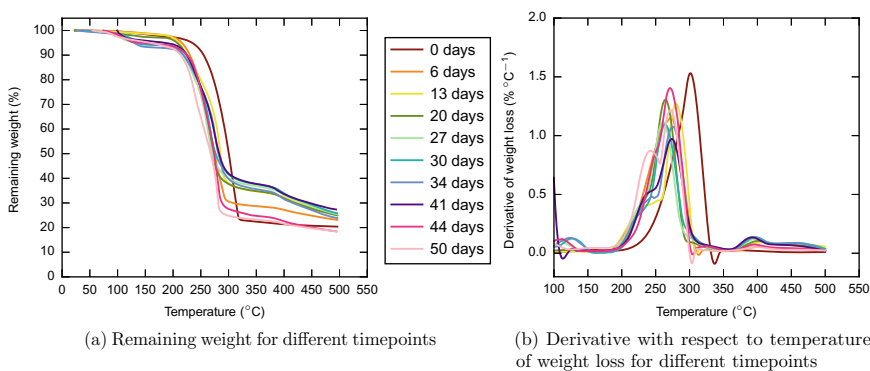 100
90
80
70
60
50
40
30
20
10
0
Remaining weight (%)
0 50 100 150 200 250 300 350 400 450 500 550
Temperature (°C)
(a) Remaining weight for different timepoints
0 days
6 days
13 days
20 days
27 days
30 days
34 days
41 days
44 days
50 days
2.0
1.5
1.0
0.5
0.0
Derivative of weight loss (% °C−1)
100 150 200 250 300 350 400 450 500 550
Temperature (°C)
(b) Derivative with respect to temperature
of weight loss for different timepoints